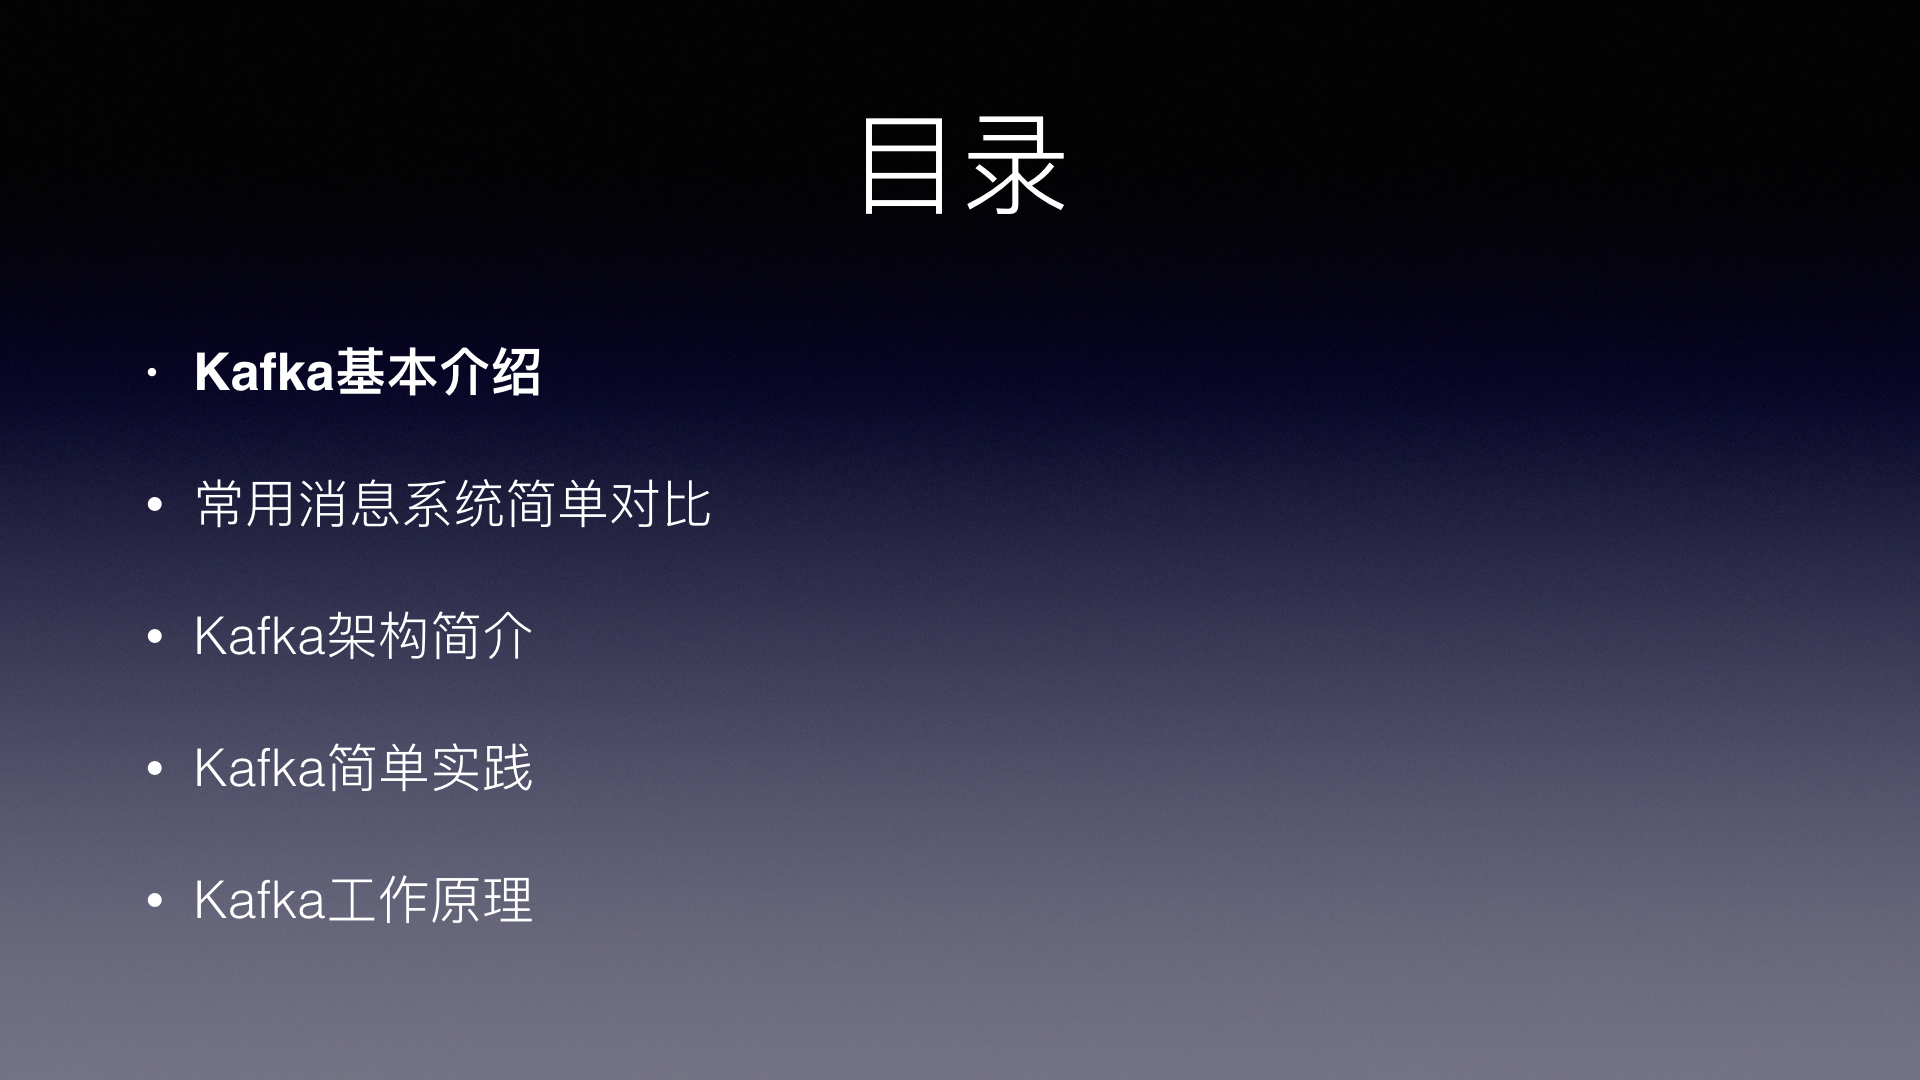 目录
• Kafka基本介绍
• 常用消息系统简单对比
• Kafka架构简介
• Kafka简单实践
• Kafka工作原理